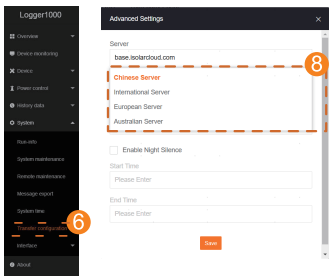 Logger1000
Overview
Device monitoring
Device
Power control
History data
System
Run-info
System maintenance
Remote maintenance
Message export
System time
Transfer configuration
6
Interface
About
Advanced Settings
Server
base.isolarcloud.com
8
Chinese Server
International Server
European Server
Australian Server
Enable Night Silence
Start Time
Please Enter
End Time
Please Enter
Save